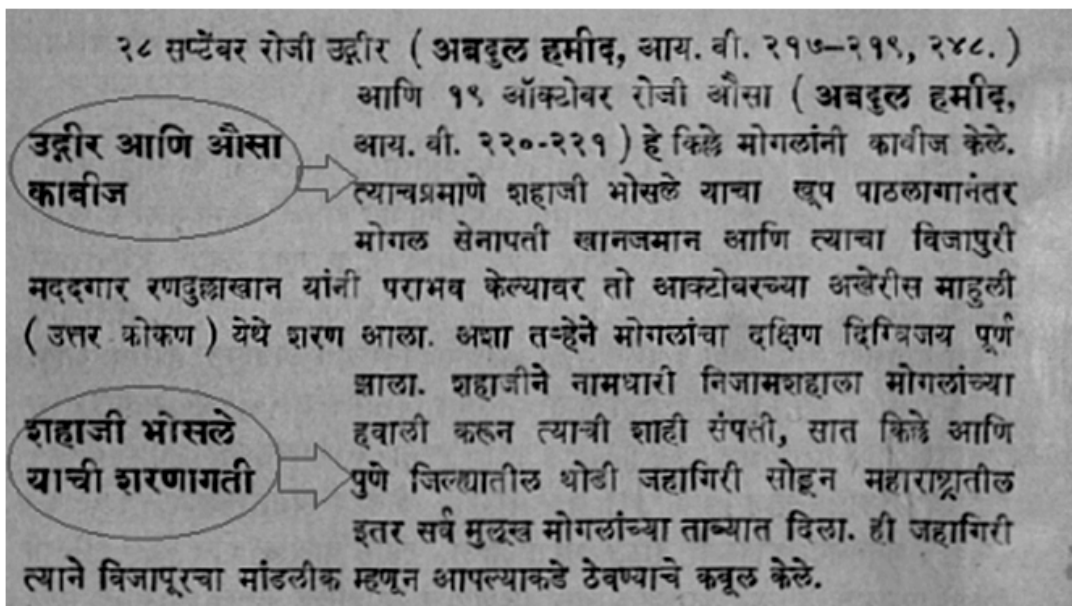 २८ सप्टेंबर रोजी उद्गीर ( अबदुल हमीद, आय. बी. २१७–२१९, २४८. )
आणि १९ ऑक्टोबर रोजी औसा ( अबदुल हमीद,
उद्गीर आणि औसा
काबीज
आय. बी. २२०-२२१ ) हे किल्ले मोगलांनी काबीज केले.
त्याचप्रमाणे शहाजी भोसले याचा खूप पाठलागानंतर
मोगल सेनापती खानजमान आणि त्याचा विजापुरी
मददगार रणदुल्लाखान यांनी पराभव केल्यावर तो आक्टोबरच्या अखेरीस माहुली
( उत्तर कोकण ) येथे शरण आला. अशा तऱ्हेने मोगलांचा दक्षिण दिग्विजय पूर्ण
झाला. शहाजीने नामधारी निजामशहाला मोगलांच्या
शहाजी भोसले
याची शरणागती
हवाली करून त्याची शाही संपती, सात किल्ले आणि
पुणे जिल्ह्यातील थोडी जहागिरी सोडून महाराष्ट्रातील
इतर सर्व मुलूख मोगलांच्या ताब्यात दिला. ही जहागिरी
त्याने विजापूरचा मांडलीक म्हणून आपल्याकडे ठेवण्याचे कबूल केले.